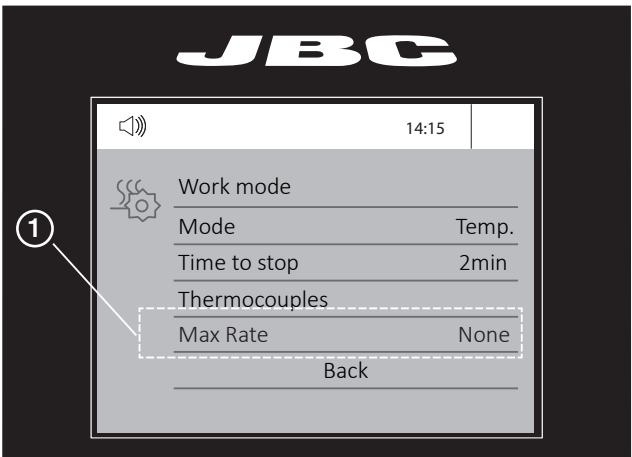 JBC
14:15
Work mode
Mode Temp.
Time to stop 2min
Thermocouples
1
Max Rate None
Back